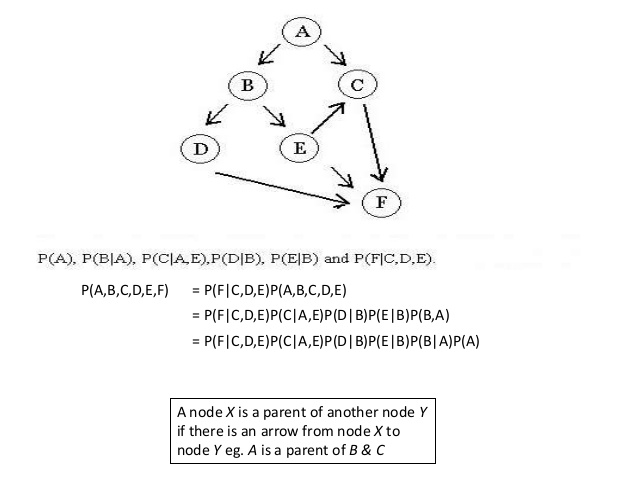 A
B
C
D
E
F
P(A), P(B|A), P(C|A,E),P(D|B), P(E|B) and P(F|C,D,E).
P(A,B,C,D,E,F) = P(F|C,D,E)P(A,B,C,D,E)
= P(F|C,D,E)P(C|A,E)P(D|B)P(E|B)P(B,A)
= P(F|C,D,E)P(C|A,E)P(D|B)P(E|B)P(B|A)P(A)
A node X is a parent of another node Y
if there is an arrow from node X to
node Y eg. A is a parent of B & C